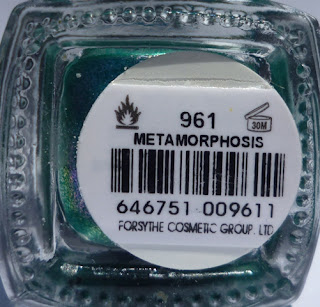 961
30M
METAMORPHOSIS
646751 009611
FORSYTHE COSMETIC GROUP. LTD